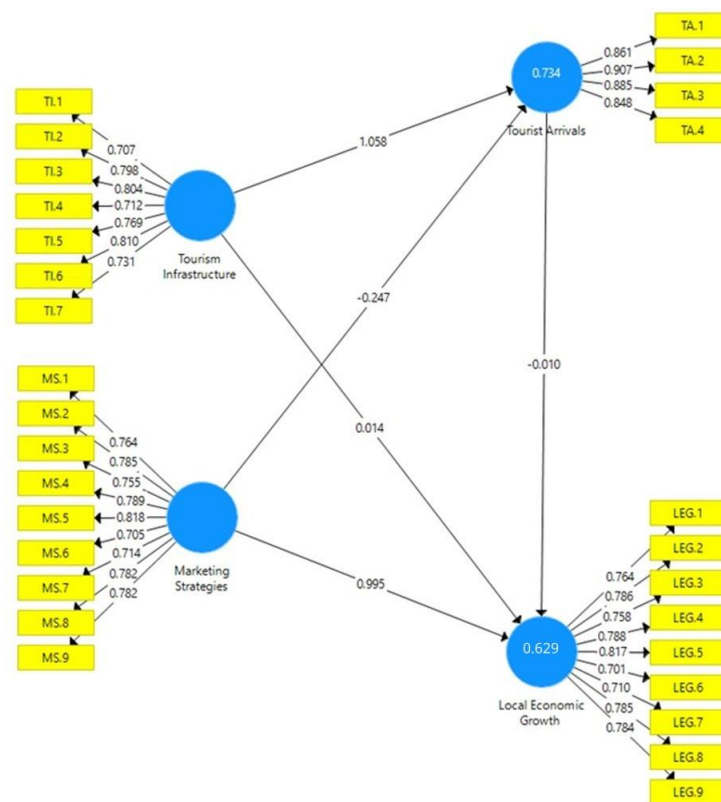 TI.1
TI.2
TI.3
TI.4
TI.5
TI.6
TI.7
0.707
0.798
0.804
0.712
0.769
0.810
0.731
Tourism
Infrastructure
MS.1
MS.2
MS.3
MS.4
MS.5
MS.6
MS.7
MS.8
MS.9
0.764
0.785
0.755
0.789
0.818
0.705
0.714
0.782
0.782
Marketing
Strategies
1.058
-0.247
0.014
0.995
-0.010
0.734
Tourist Arrivals
0.861
0.907
0.885
0.848
TA.1
TA.2
TA.3
TA.4
0.629
Local Economic
Growth
0.764
0.786
0.758
0.788
0.817
0.701
0.710
0.785
0.784
LEG.1
LEG.2
LEG.3
LEG.4
LEG.5
LEG.6
LEG.7
LEG.8
LEG.9